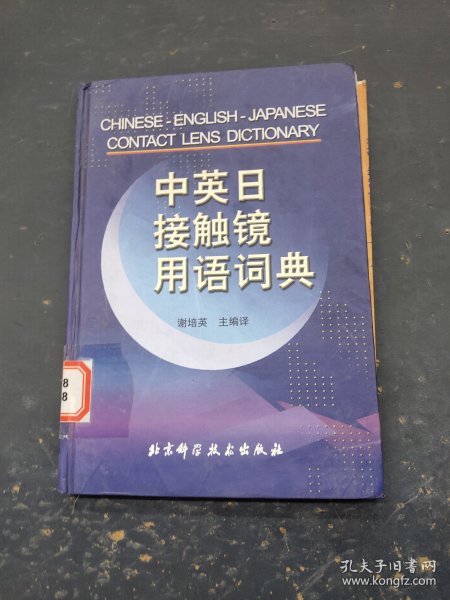 CHINESE - ENGLISH - JAPANESE
CONTACT LENS DICTIONARY
中英日
接触镜
用语词典
谢培英 主编译
8
8
北京科学技术出版社
孔夫子旧书网
www.kongfz.com